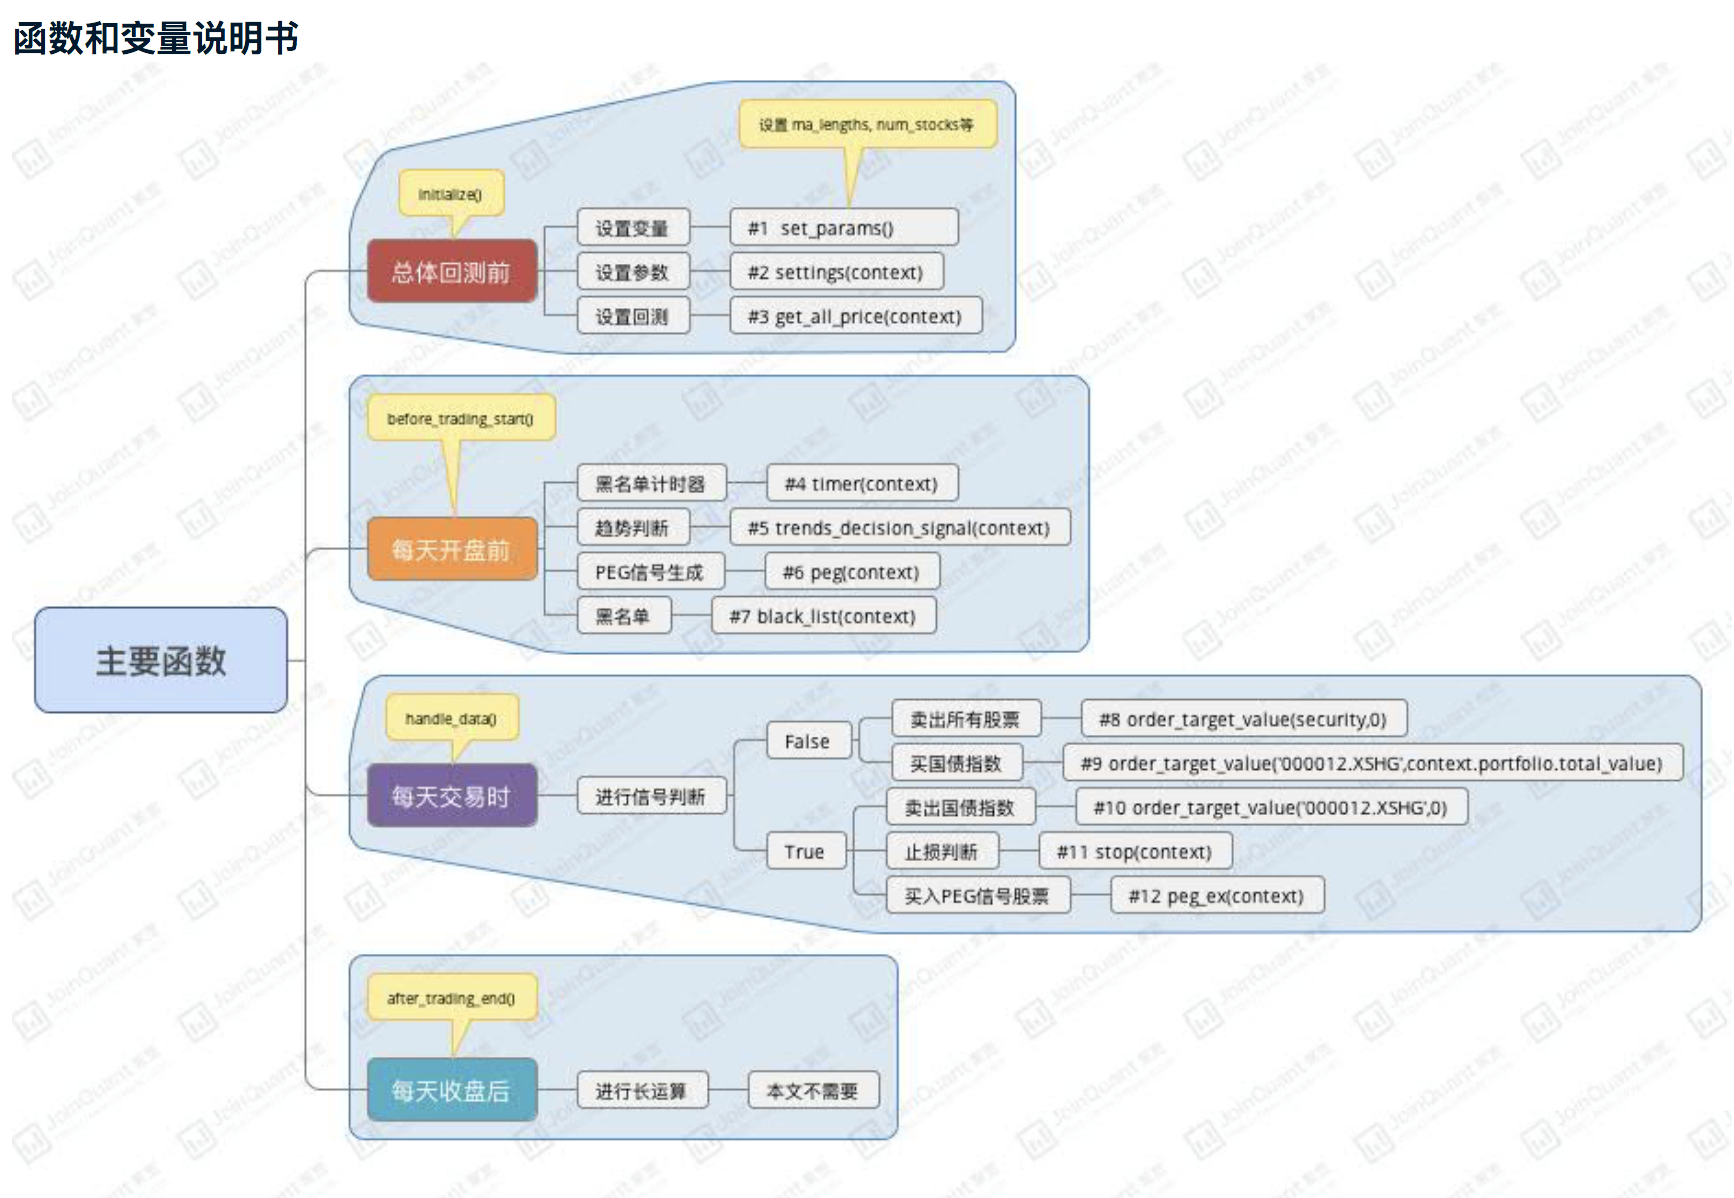 函数和变量说明书
主要函数
initialize()
设置 ma_lengths, num_stocks等
总体回测前
设置变量
#1 set_params()
设置参数
#2 settings(context)
设置回测
#3 get_all_price(context)
before_trading_start()
每天开盘前
黑名单计时器
#4 timer(context)
趋势判断
#5 trends_decision_signal(context)
PEG信号生成
#6 peg(context)
黑名单
#7 black_list(context)
handle_data()
每天交易时
进行信号判断
False
卖出所有股票
#8 order_target_value(security,0)
买国债指数
#9 order_target_value('000012.XSHG',context.portfolio.total_value)
True
卖出国债指数
#10 order_target_value('000012.XSHG',0)
止损判断
#11 stop(context)
买入PEG信号股票
#12 peg_ex(context)
after_trading_end()
每天收盘后
进行长运算
本文不需要
JoinQuant 聚宽